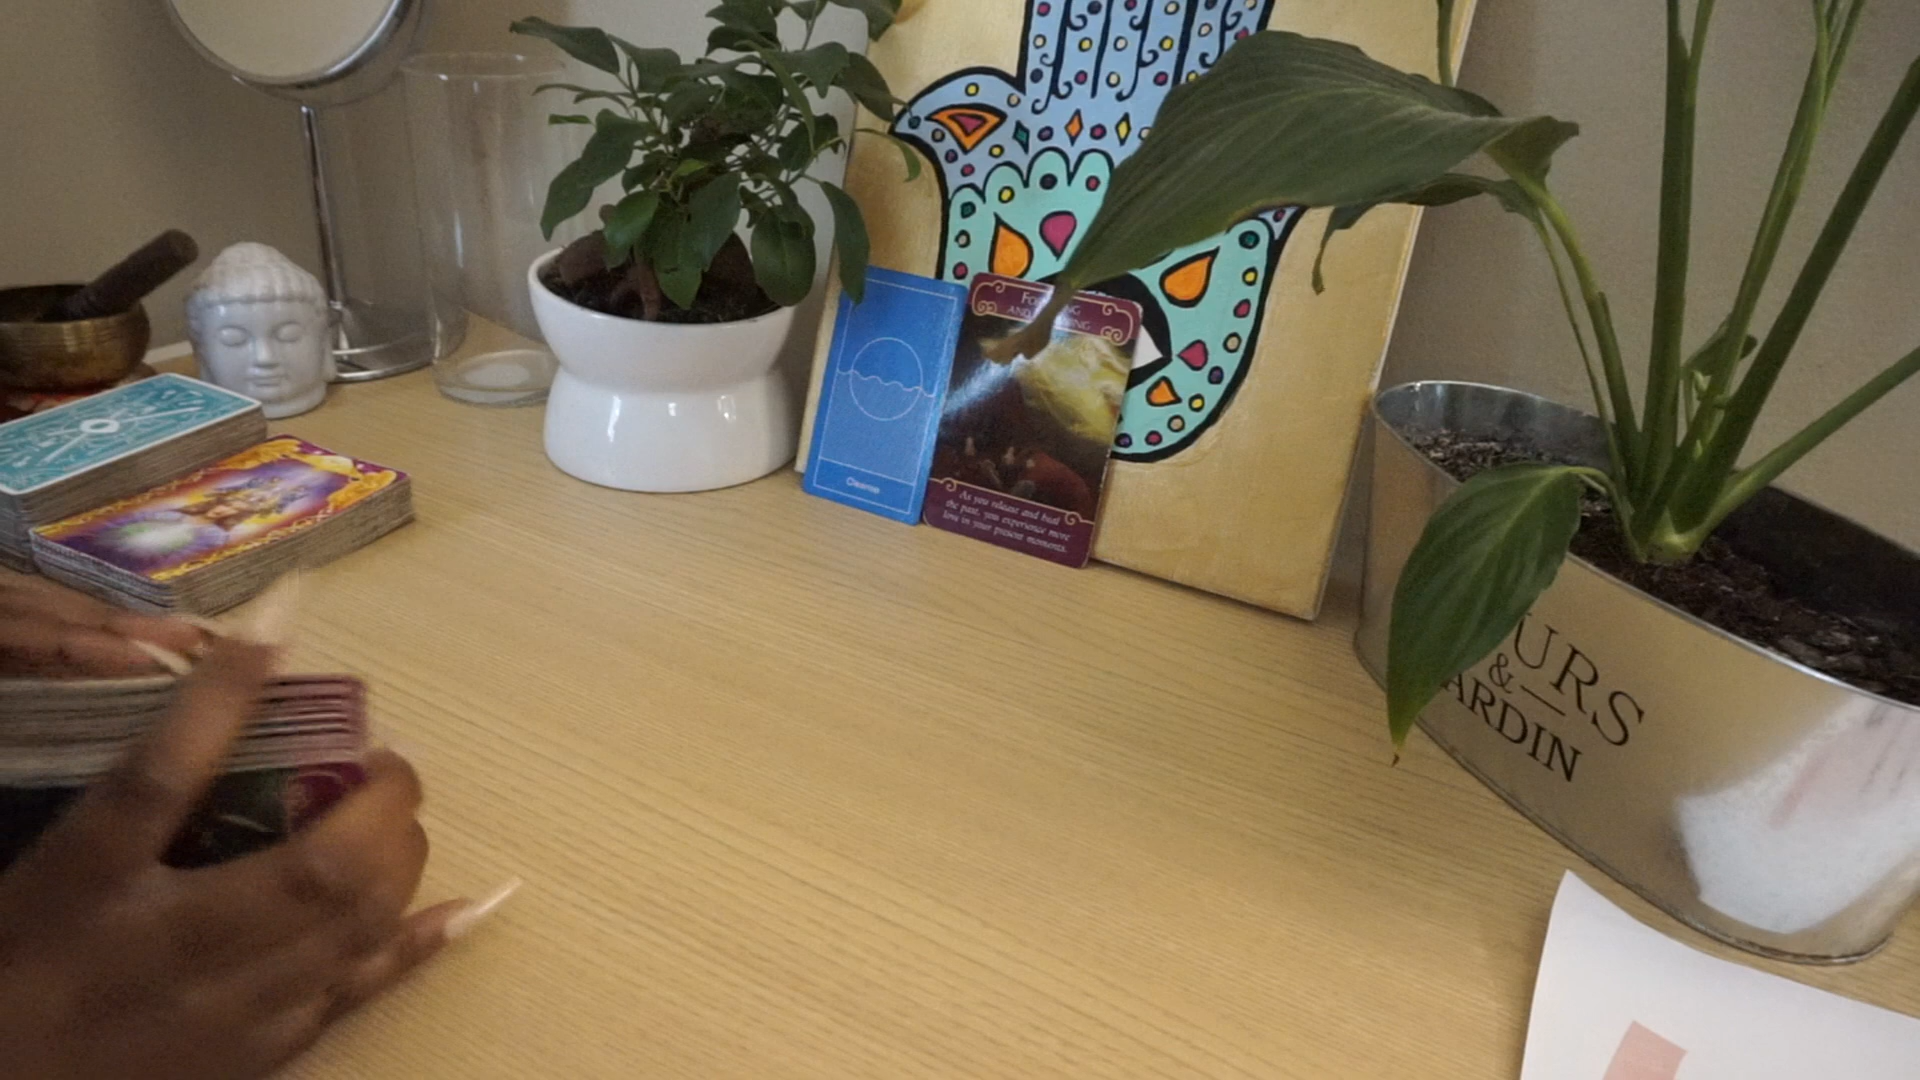 Cleanse
As you release and heal
the past, you experience more
love in your present moments.
URS
&
ARDIN